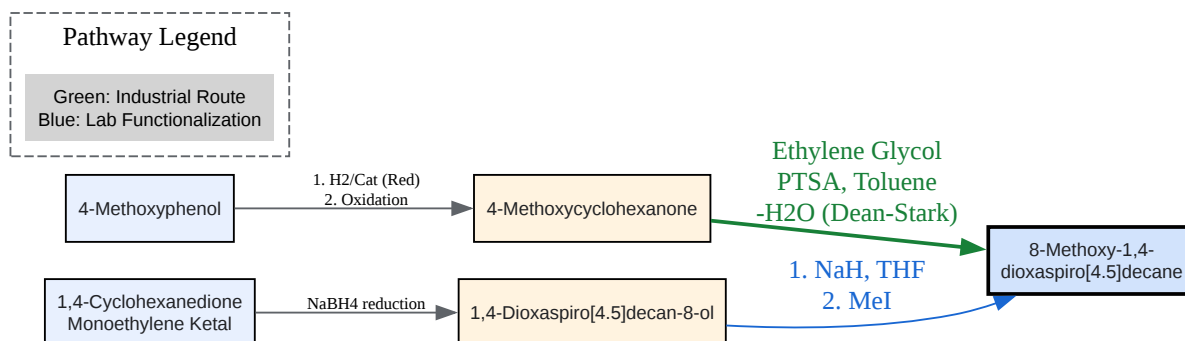 Pathway Legend
Green: Industrial Route
Blue: Lab Functionalization
4-Methoxyphenol
1. H2/Cat (Red)
2. Oxidation
4-Methoxycyclohexanone
Ethylene Glycol
PTSA, Toluene
-H2O (Dean-Stark)
8-Methoxy-1,4-
dioxaspiro[4.5]decane
1,4-Cyclohexanedione
Monoethylene Ketal
NaBH4 reduction
1,4-Dioxaspiro[4.5]decan-8-ol
1. NaH, THF
2. MeI